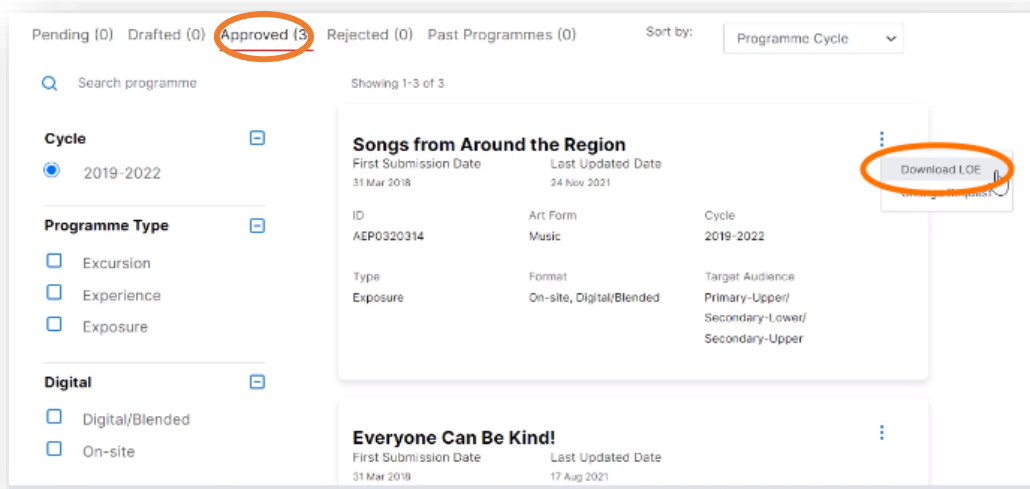 Pending (0) Drafted (0) Approved (3 Rejected (0) Past Programmes (0) Sort by: Programme Cycle
Search programme
Showing 1-3 of 3
Cycle
2019-2022
Programme Type
Excursion
Experience
Exposure
Digital
Digital/Blended
On-site
Songs from Around the Region
First Submission Date Last Updated Date
31 Mar 2018 24 Nov 2021
Download LOE
Change Request
ID Art Form Cycle
AEP0320314 Music 2019-2022
Type Format Target Audience
Exposure On-site, Digital/Blended Primary-Upper/
Secondary-Lower/
Secondary-Upper
Everyone Can Be Kind!
First Submission Date Last Updated Date
31 Mar 2018 17 Aug 2021